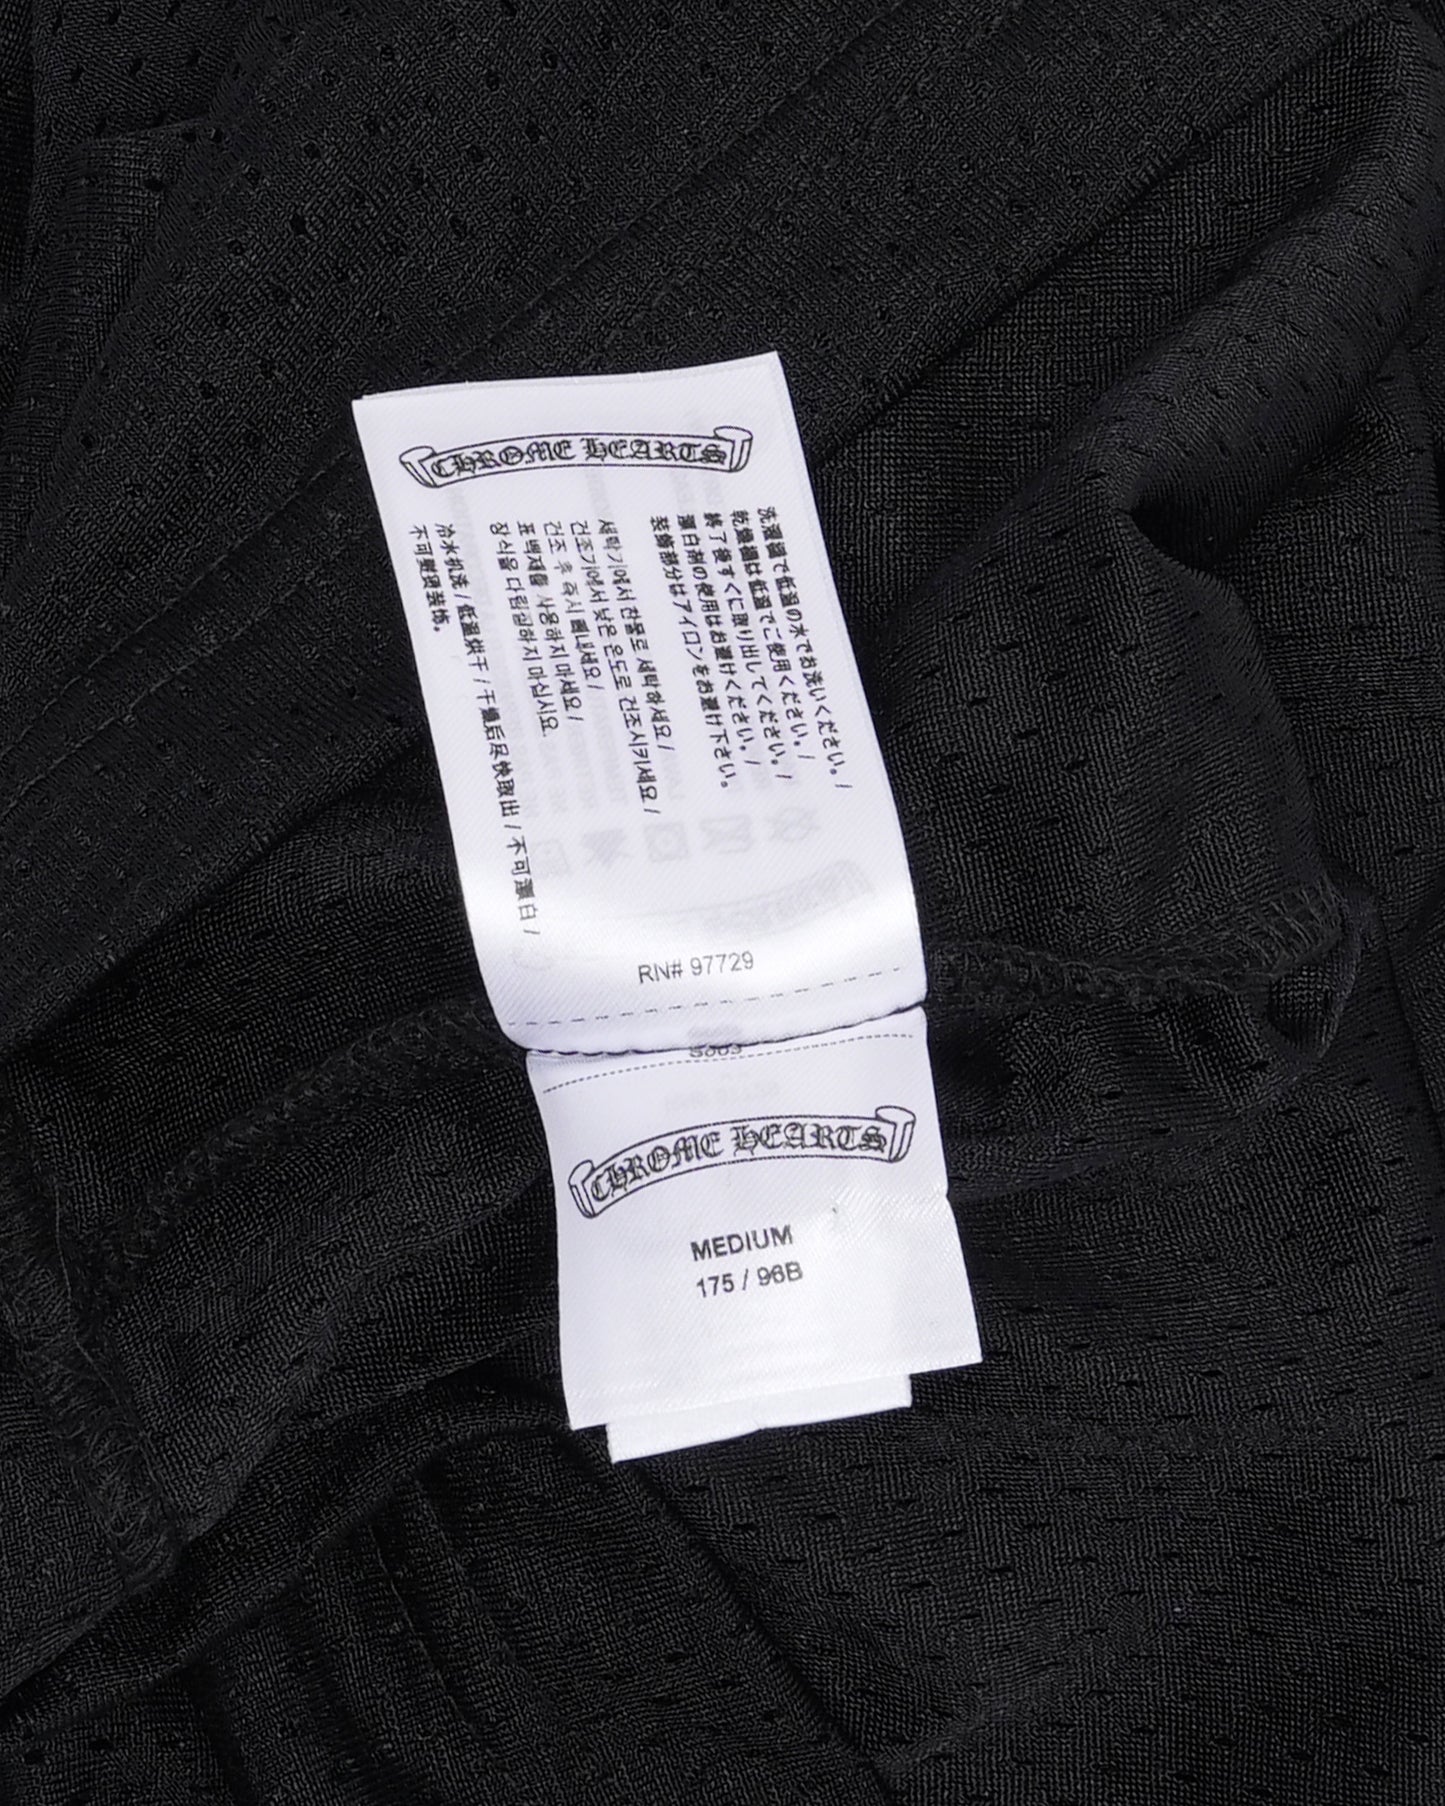 CHROME HEARTS
洗濯機で低温の水でお洗いください。/
乾燥機は低温でご使用ください。/
終了後すぐに取り出してください。/
漂白剤の使用はお避けください。/
装飾部分はアイロンをお避け下さい。
세탁기에서 찬물로 세탁하세요 /
건조기에서 낮은 온도로 건조시키세요 /
건조 후 즉시 빼내세요 /
표백제를 사용하지 마세요 /
장식을 다림질하지 마십시요
冷水机洗 / 低温烘干 / 干燥后尽快取出 / 不可漂白 /
不可熨烫装饰。
RN# 97729
CHROME HEARTS
MEDIUM
175 / 96B